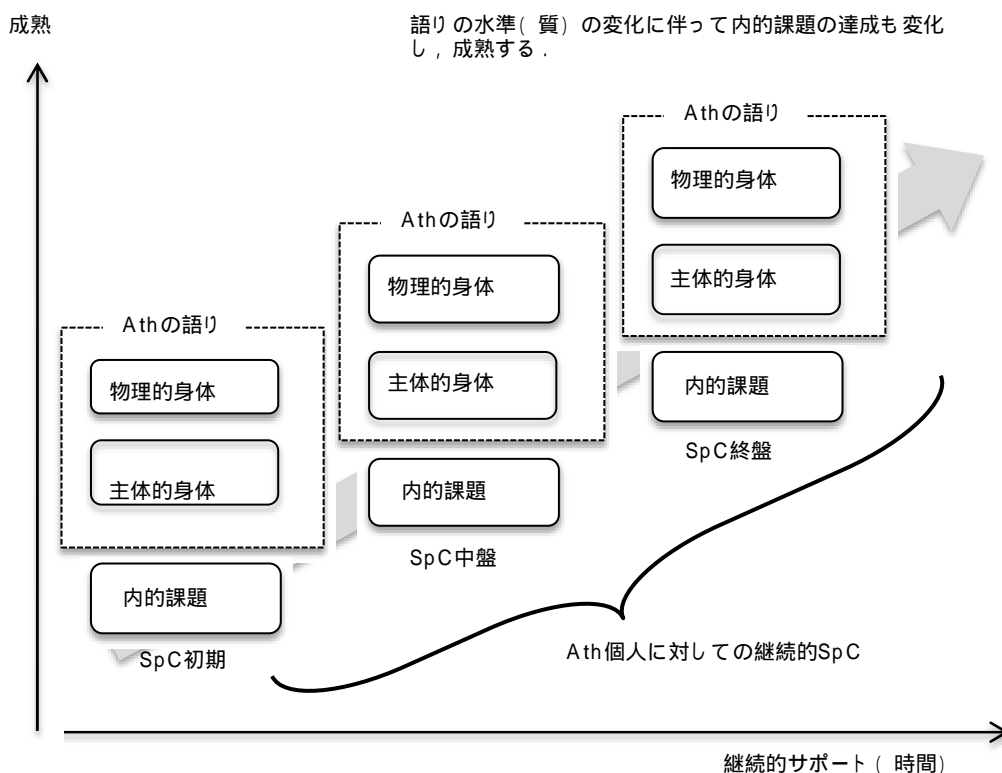 成熟
語りの水準(質)の変化に伴って内的課題の達成も変化
し,成熟する.
Athの語り
物理的身体
主体的身体
内的課題
SpC初期
Athの語り
物理的身体
主体的身体
内的課題
SpC中盤
Athの語り
物理的身体
主体的身体
内的課題
SpC終盤
Ath個人に対しての継続的SpC
継続的サポート(時間)